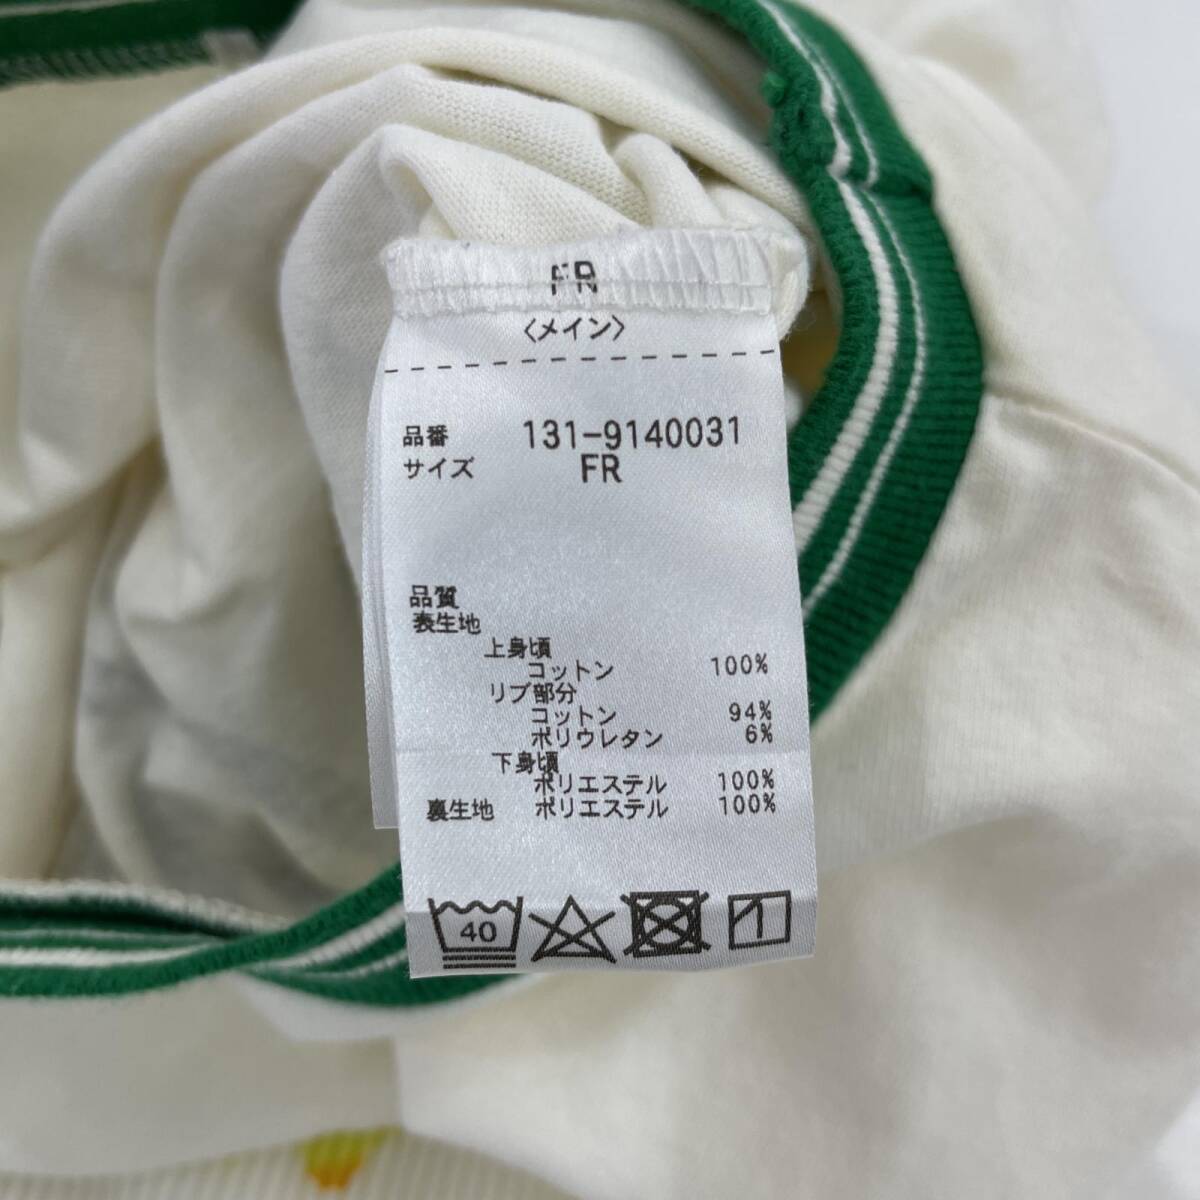 FR
〈メイン〉
品番 131-9140031
サイズ FR
品質
表生地
上身頃
コットン 100%
リブ部分
コットン 94%
ポリウレタン 6%
下身頃
ポリエステル 100%
裏生地 ポリエステル 100%
40